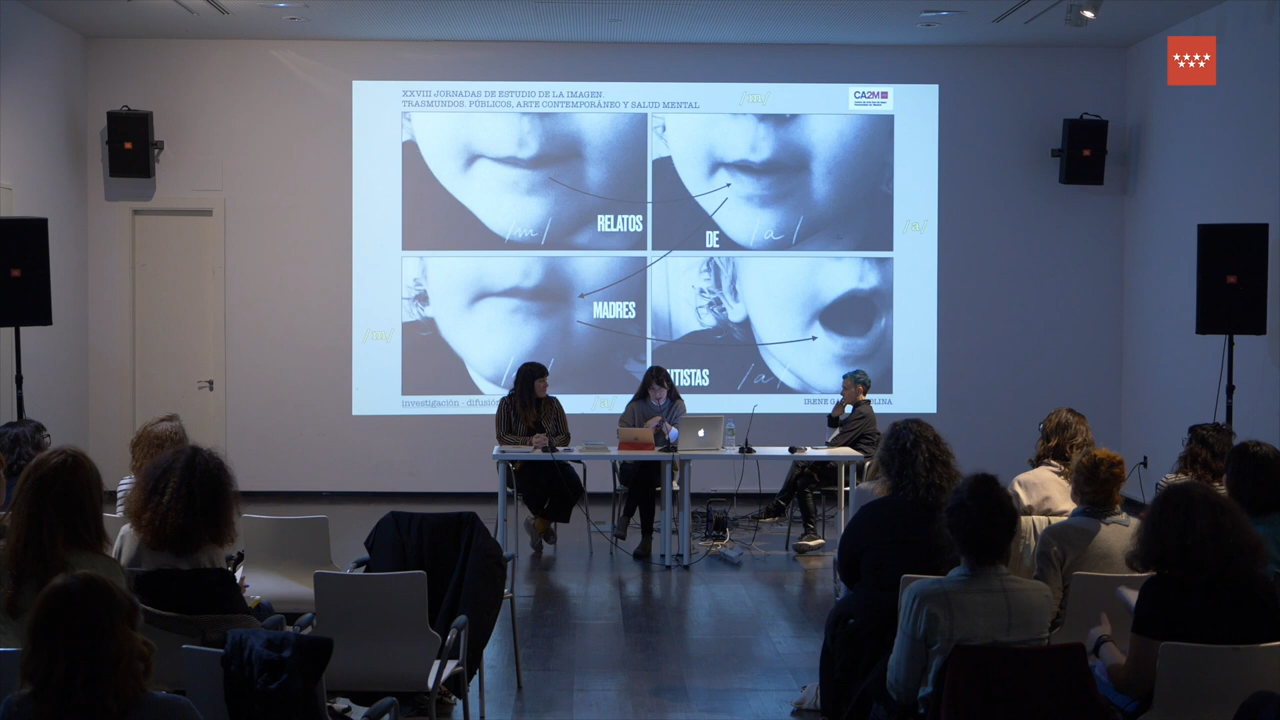 XXVIII JORNADAS DE ESTUDIO DE LA IMAGEN.
TRASMUNDOS. PÚBLICOS, ARTE CONTEMPORÁNEO Y SALUD MENTAL
/m/
CA2M
/m/
RELATOS
DE
/a/
/a/
MADRES
/m/
/a/
/a/
investigación - difusión
IRENE